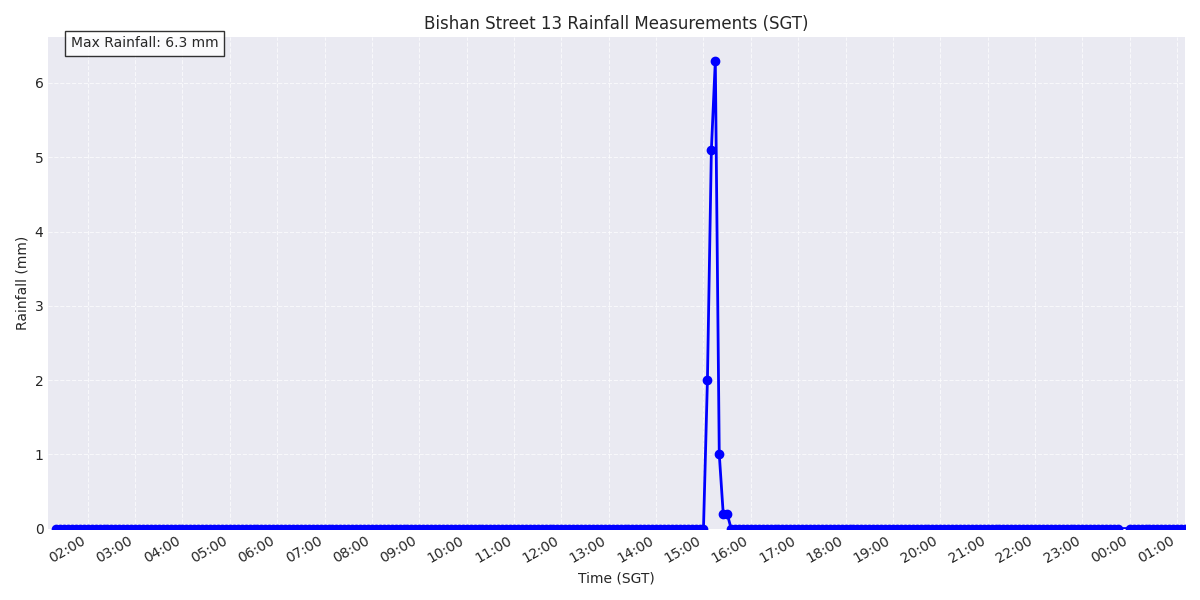 Bishan Street 13 Rainfall Measurements (SGT)
Max Rainfall: 6.3 mm
6
5
4
3
2
1
0
Rainfall (mm)
02:00 03:00 04:00 05:00 06:00 07:00 08:00 09:00 10:00 11:00 12:00 13:00 14:00 15:00 16:00 17:00 18:00 19:00 20:00 21:00 22:00 23:00 00:00 01:00
Time (SGT)